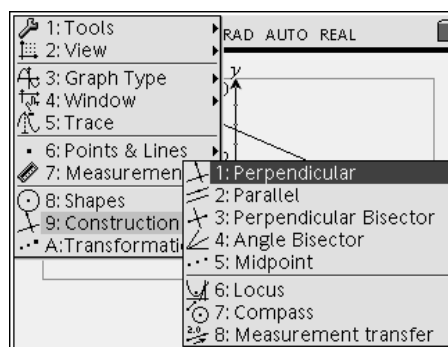 1: Tools
RAD AUTO REAL
2: View
y
3: Graph Type
4: Window
5: Trace
6: Points & Lines
7: Measuremen
1: Perpendicular
2: Parallel
8: Shapes
3: Perpendicular Bisector
9: Construction
4: Angle Bisector
A:Transformati
5: Midpoint
6: Locus
7: Compass
2.0
8: Measurement transfer